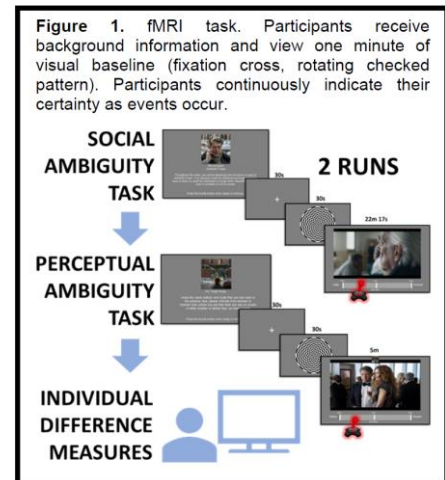 Figure 1. fMRI task. Participants receive
background information and view one minute of
visual baseline (fixation cross, rotating checked
pattern). Participants continuously indicate their
certainty as events occur.
SOCIAL
AMBIGUITY
TASK
2 RUNS
30s
30s
22m 17s
PERCEPTUAL
AMBIGUITY
TASK
30s
30s
5m
INDIVIDUAL
DIFFERENCE
MEASURES